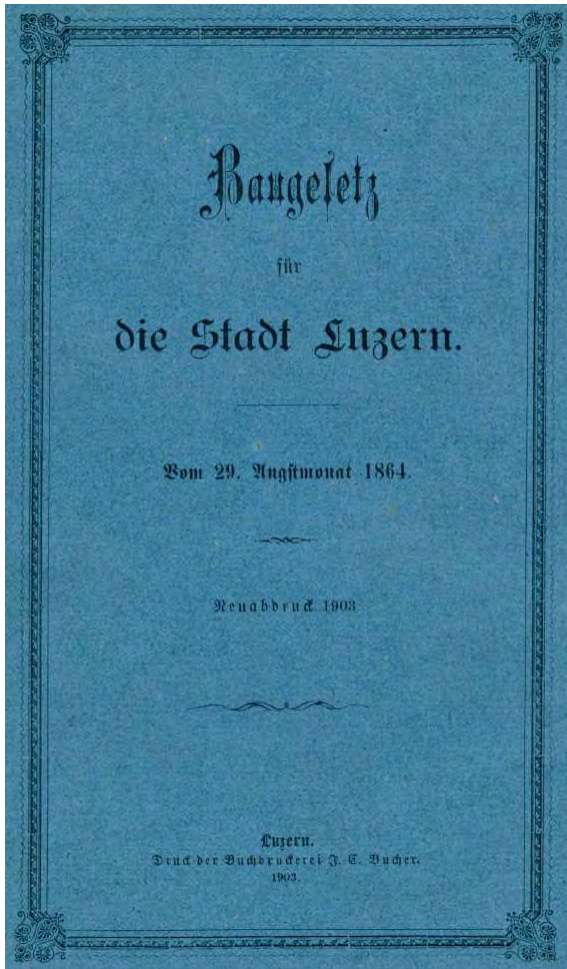 Baugesetz
für
die Stadt Luzern.
Vom 29. Augstmonat 1864.
Neuabdruck 1903
Luzern.
Druck der Buchdruckerei J. C. Bucher.
1903.